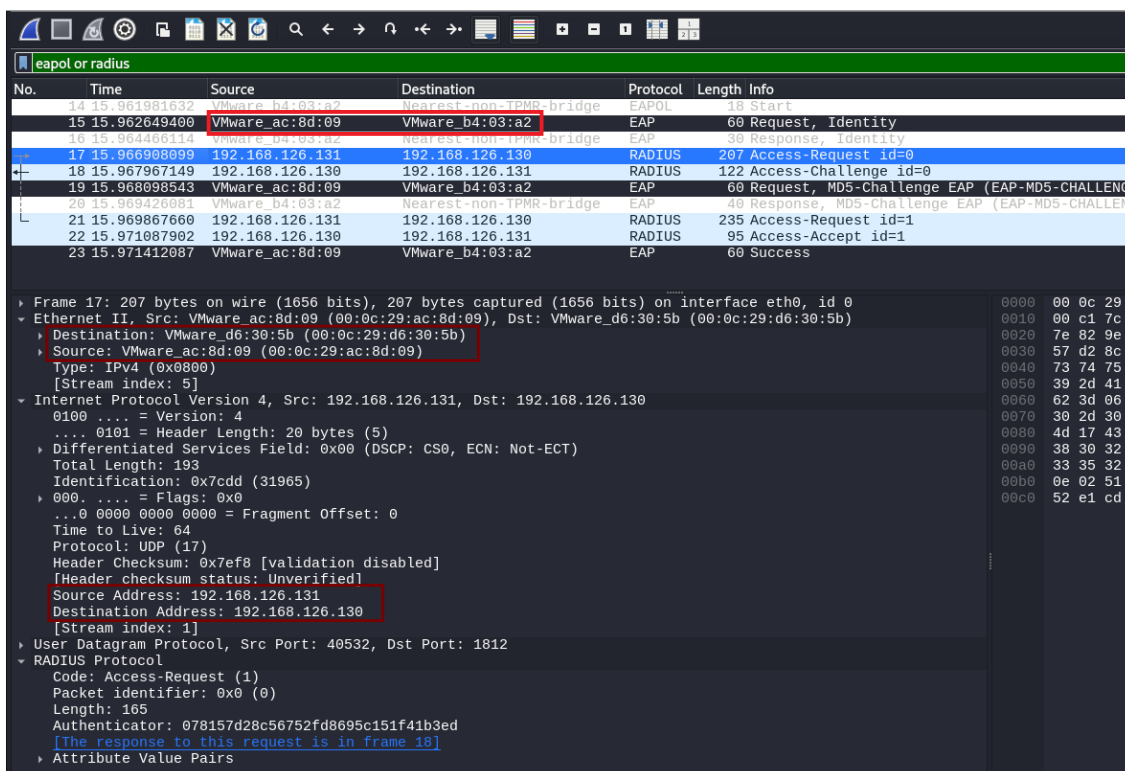 eapol or radius
No. Time Source Destination Protocol Length Info
14 15.961981632 VMware_b4:03:a2 Nearest-non-TPMR-bridge EAPOL 18 Start
15 15.962649400 VMware_ac:8d:09 VMware_b4:03:a2 EAP 60 Request, Identity
16 15.964466114 VMware_b4:03:a2 Nearest-non-TPMR-bridge EAP 30 Response, Identity
17 15.966908099 192.168.126.131 192.168.126.130 RADIUS 207 Access-Request id=0
18 15.967967149 192.168.126.130 192.168.126.131 RADIUS 122 Access-Challenge id=0
19 15.968098543 VMware_ac:8d:09 VMware_b4:03:a2 EAP 60 Request, MD5-Challenge EAP (EAP-MD5-CHALLENG
20 15.969426081 VMware_b4:03:a2 Nearest-non-TPMR-bridge EAP 40 Response, MD5-Challenge EAP (EAP-MD5-CHALLEN
21 15.969867660 192.168.126.131 192.168.126.130 RADIUS 235 Access-Request id=1
22 15.971087902 192.168.126.130 192.168.126.131 RADIUS 95 Access-Accept id=1
23 15.971412087 VMware_ac:8d:09 VMware_b4:03:a2 EAP 60 Success
Frame 17: 207 bytes on wire (1656 bits), 207 bytes captured (1656 bits) on interface eth0, id 0
Ethernet II, Src: VMware_ac:8d:09 (00:0c:29:ac:8d:09), Dst: VMware_d6:30:5b (00:0c:29:d6:30:5b)
Destination: VMware_d6:30:5b (00:0c:29:d6:30:5b)
Source: VMware_ac:8d:09 (00:0c:29:ac:8d:09)
Type: IPv4 (0x0800)
[Stream index: 5]
Internet Protocol Version 4, Src: 192.168.126.131, Dst: 192.168.126.130
0100 .... = Version: 4
.... 0101 = Header Length: 20 bytes (5)
Differentiated Services Field: 0x00 (DSCP: CS0, ECN: Not-ECT)
Total Length: 193
Identification: 0x7cdd (31965)
000. .... = Flags: 0x0
...0 0000 0000 0000 = Fragment Offset: 0
Time to Live: 64
Protocol: UDP (17)
Header Checksum: 0x7ef8 [validation disabled]
[Header checksum status: Unverified]
Source Address: 192.168.126.131
Destination Address: 192.168.126.130
[Stream index: 1]
User Datagram Protocol, Src Port: 40532, Dst Port: 1812
RADIUS Protocol
Code: Access-Request (1)
Packet identifier: 0x0 (0)
Length: 165
Authenticator: 078157d28c56752fd8695c151f41b3ed
[The response to this request is in frame 18]
Attribute Value Pairs
0000 00 0c 29
0010 00 c1 7c
0020 7e 82 9e
0030 57 d2 8c
0040 73 74 75
0050 39 2d 41
0060 62 3d 06
0070 30 2d 30
0080 4d 17 43
0090 38 30 32
00a0 33 35 32
00b0 0e 02 51
00c0 52 e1 cd